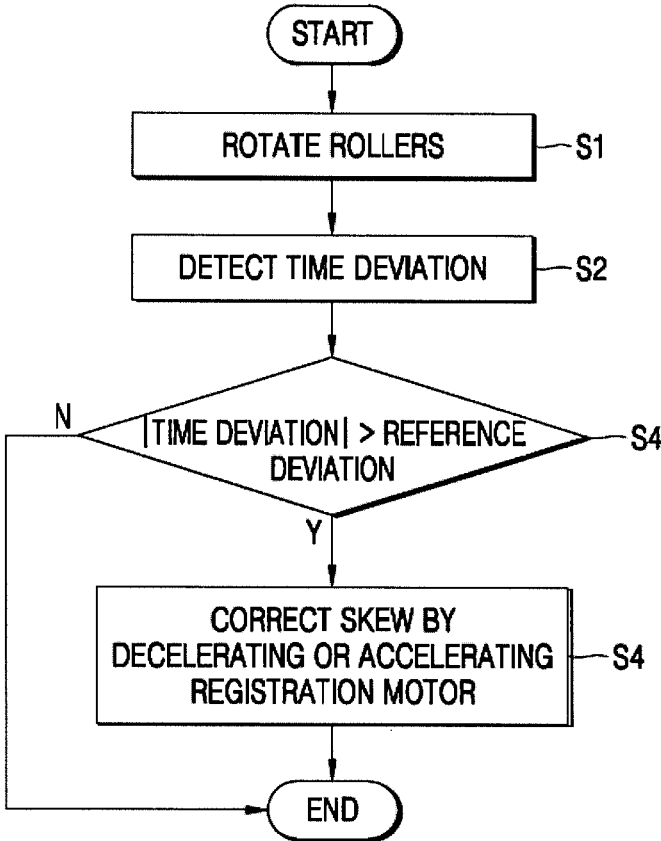 START
ROTATE ROLLERS
S1
DETECT TIME DEVIATION
S2
N
|TIME DEVIATION| > REFERENCE
DEVIATION
S4
Y
CORRECT SKEW BY
DECELERATING OR ACCELERATING
REGISTRATION MOTOR
S4
END